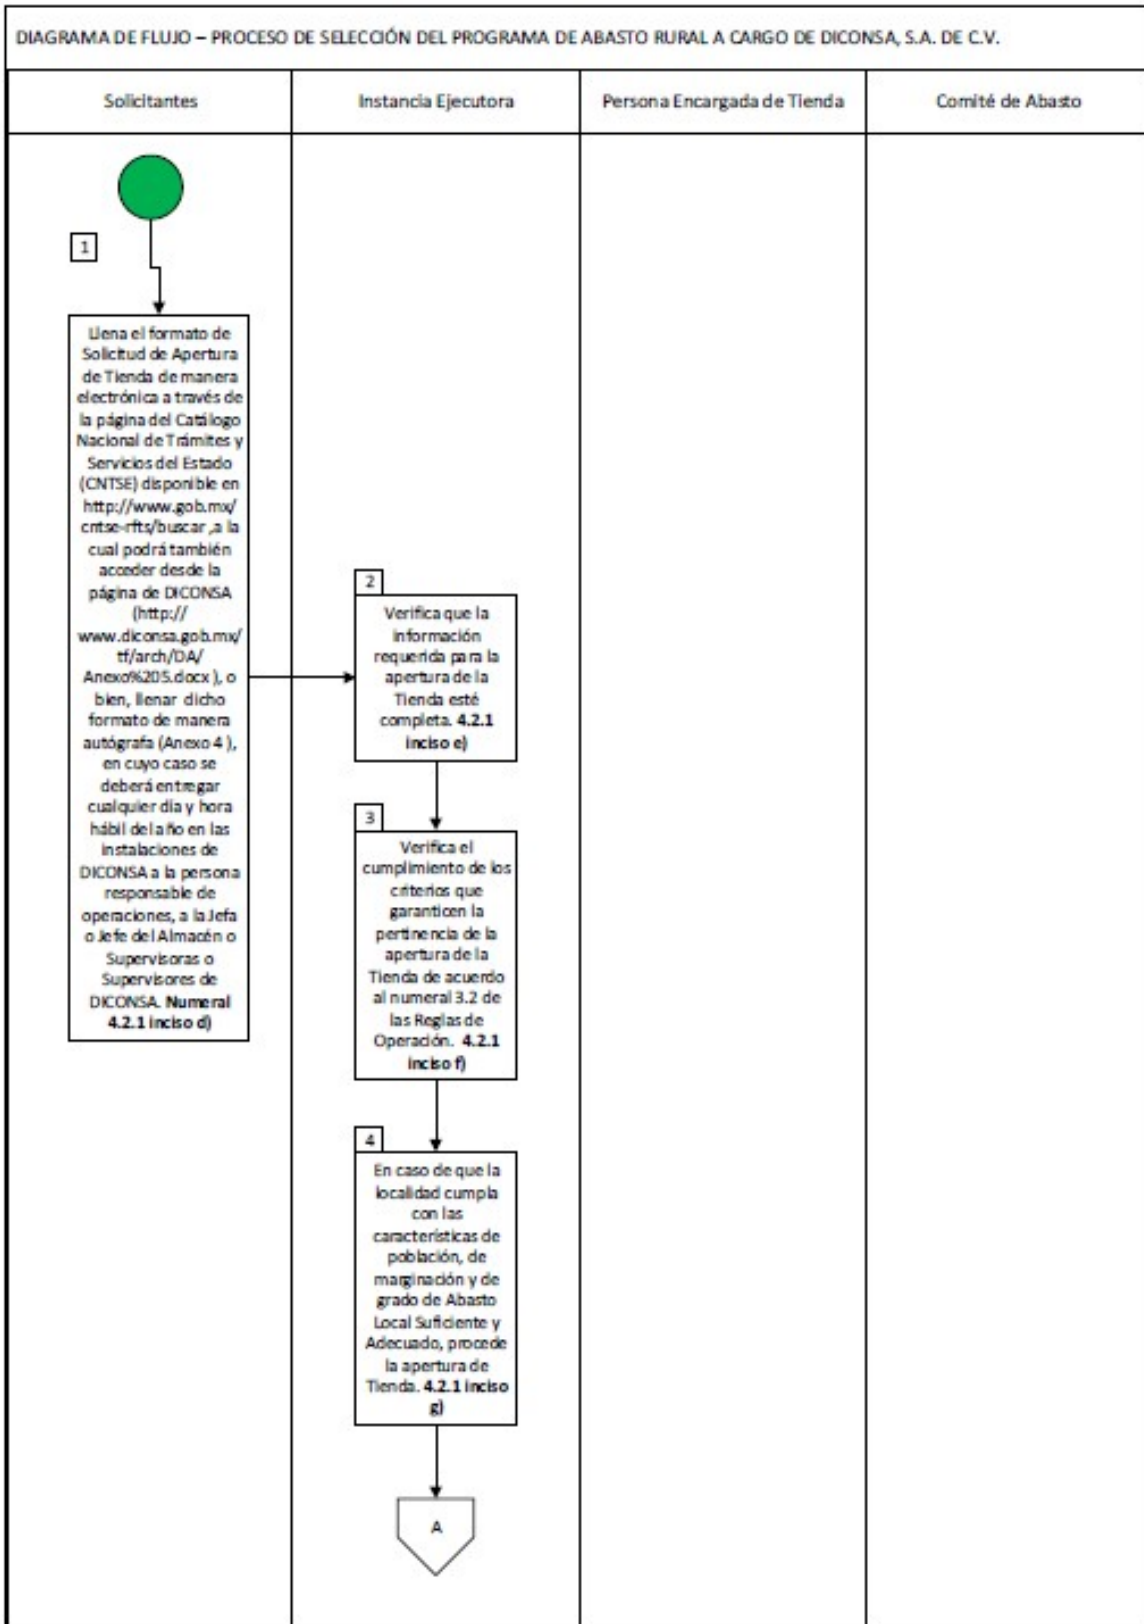 DIAGRAMA DE FLUJO – PROCESO DE SELECCIÓN DEL PROGRAMA DE ABASTO RURAL A CARGO DE DICONSA, S.A. DE C.V.
Solicitantes
Instancia Ejecutora
Persona Encargada de Tienda
Comité de Abasto
1
Llena el formato de
Solicitud de Apertura
de Tienda de manera
electrónica a través de
la página del Catálogo
Nacional de Trámites y
Servicios del Estado
(CNTSE) disponible en
http://www.gob.mx/
cntse-rfts/buscar ,a la
cual podrá también
acceder desde la
página de DICONSA
(http://
www.diconsa.gob.mx/
tf/arch/DA/
Anexo%205.docx ), o
bien, llenar dicho
formato de manera
autógrafa (Anexo 4 ),
en cuyo caso se
deberá entregar
cualquier día y hora
hábil del año en las
instalaciones de
DICONSA a la persona
responsable de
operaciones, a la Jefa
o Jefe del Almacén o
Supervisoras o
Supervisores de
DICONSA. Numeral
4.2.1 inciso d)
2
Verifica que la
información
requerida para la
apertura de la
Tienda esté
completa. 4.2.1
inciso e)
3
Verifica el
cumplimiento de los
criterios que
garanticen la
pertinencia de la
apertura de la
Tienda de acuerdo
al numeral 3.2 de
las Reglas de
Operación. 4.2.1
inciso f)
4
En caso de que la
localidad cumpla
con las
características de
población, de
marginación y de
grado de Abasto
Local Suficiente y
Adecuado, procede
la apertura de
Tienda. 4.2.1 inciso
g)
A